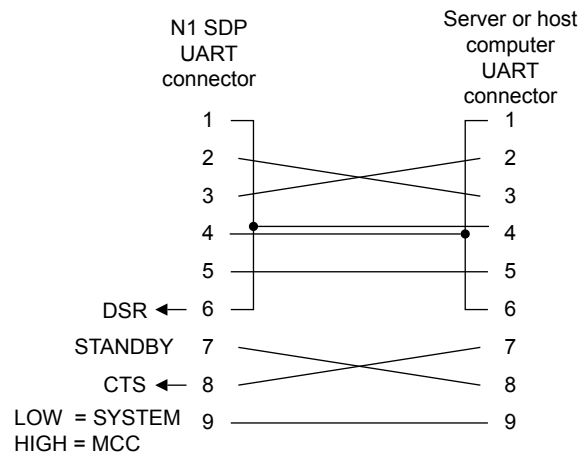 N1 SDP
UART
connector
Server or host
computer
UART
connector
1 1
2 2
3 3
4 4
5 5
DSR 6 6
STANDBY 7 7
CTS 8 8
LOW = SYSTEM 9 9
HIGH = MCC